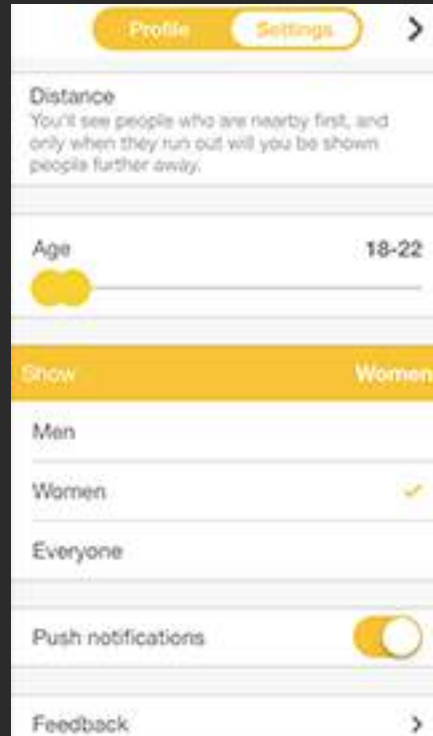 Profile Settings
Distance
You'll see people who are nearby first, and
only when they run out will you be shown
people further away.
Age 18-22
Show Women
Men
Women
Everyone
Push notifications
Feedback